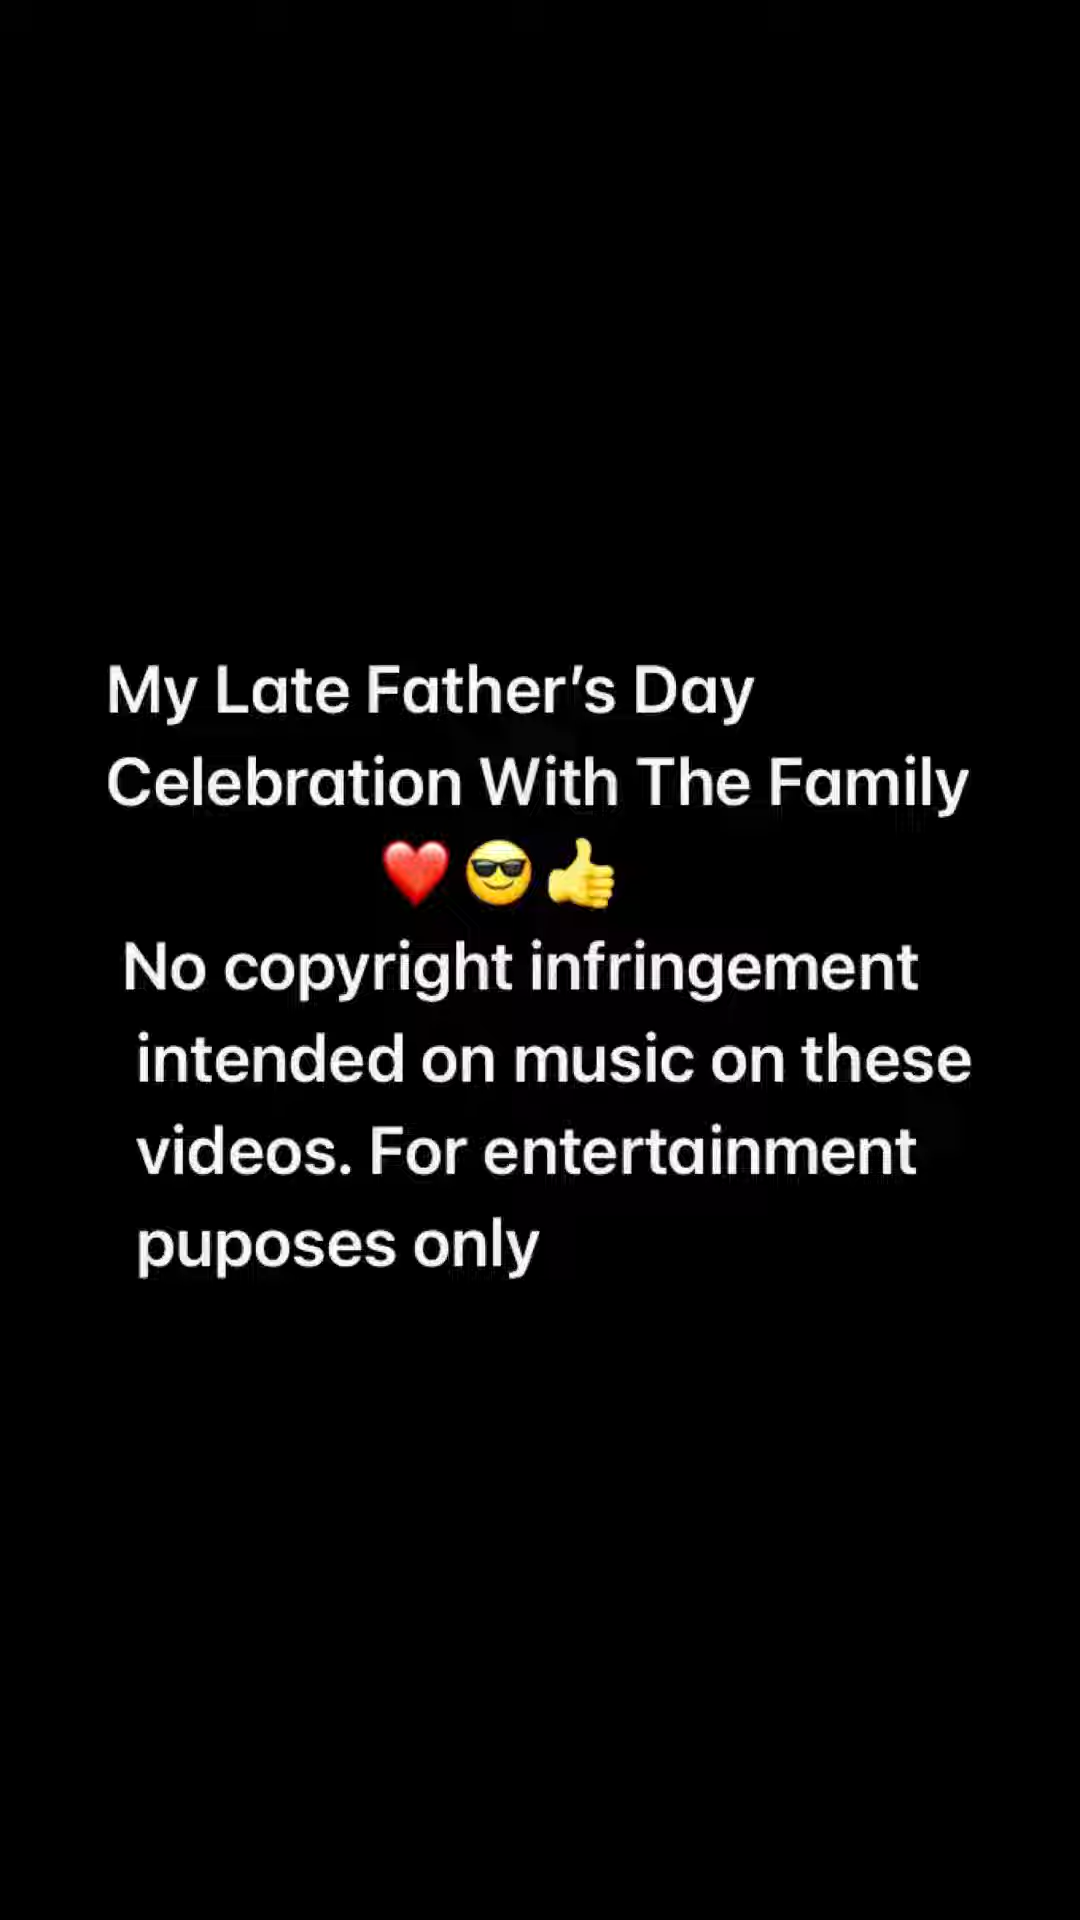 My Late Father’s Day
Celebration With The Family
❤️😎👍
No copyright infringement
intended on music on these
videos. For entertainment
puposes only